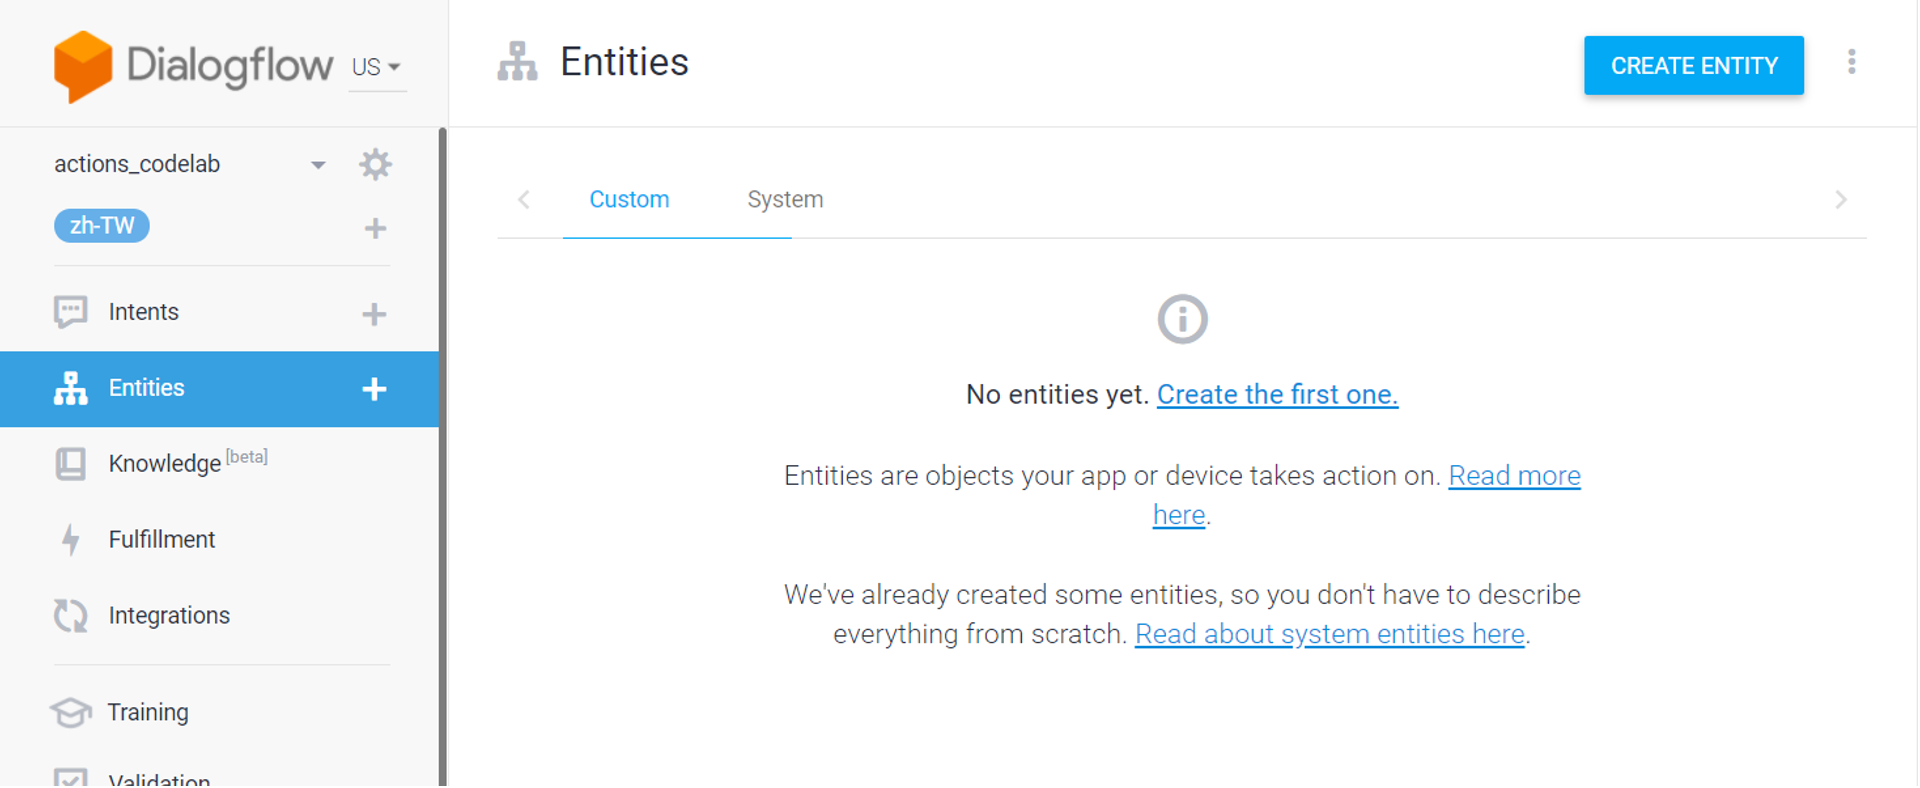 Dialogflow US
actions_codelab
zh-TW
Intents
Entities
Knowledge [beta]
Fulfillment
Integrations
Training
Validation
Entities
CREATE ENTITY
Custom System
No entities yet. Create the first one.
Entities are objects your app or device takes action on. Read more
here.
We've already created some entities, so you don't have to describe
everything from scratch. Read about system entities here.